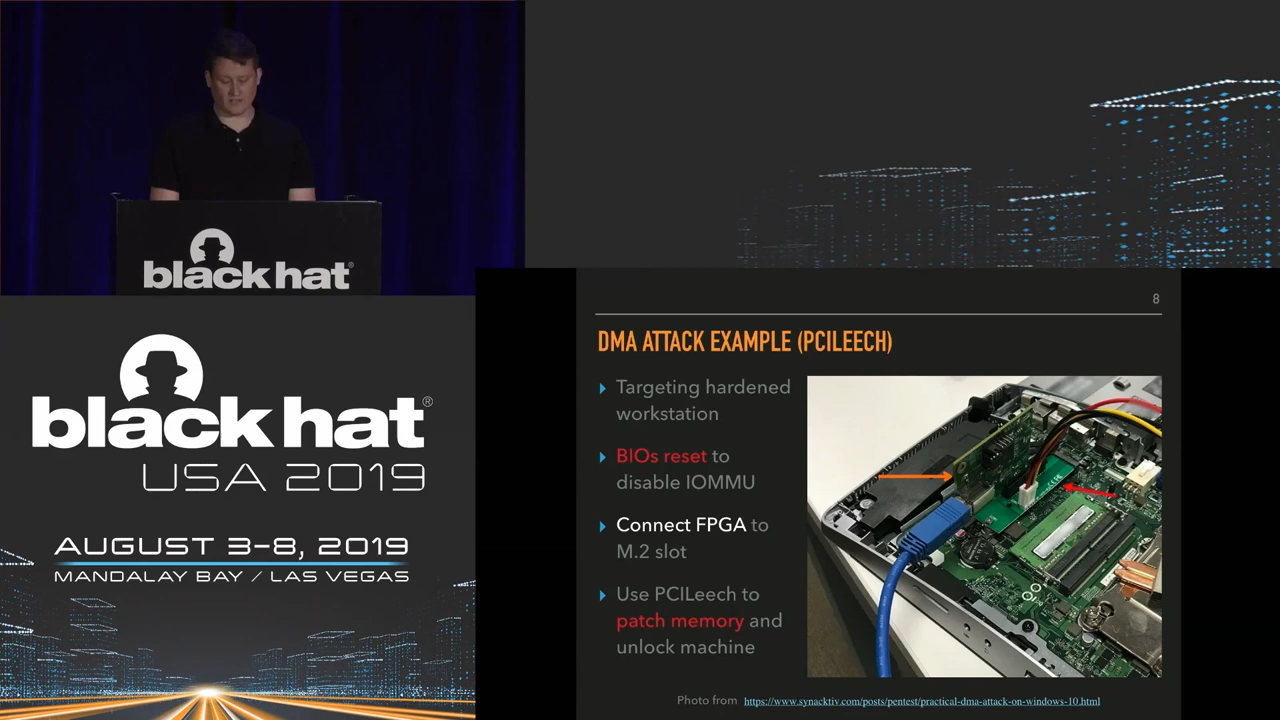 black hat®
black hat®
USA 2019
AUGUST 3-8, 2019
MANDALAY BAY / LAS VEGAS
8
DMA ATTACK EXAMPLE (PCILEECH)
Targeting hardened
workstation
BIOs reset to
disable IOMMU
Connect FPGA to
M.2 slot
Use PCILeech to
patch memory and
unlock machine
Photo from https://www.synacktiv.com/posts/pentest/practical-dma-attack-on-windows-10.html